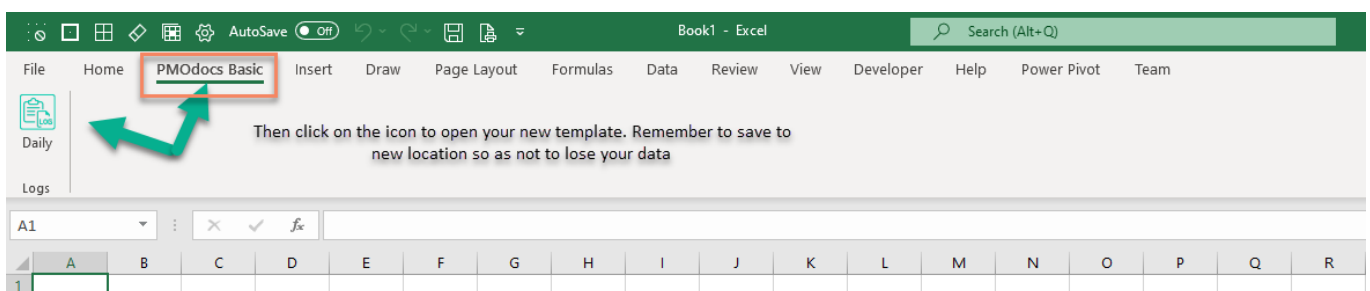 AutoSave Off Book1 - Excel Search (Alt+Q)
File Home PMOdocs Basic Insert Draw Page Layout Formulas Data Review View Developer Help Power Pivot Team
LOG
Daily
Then click on the icon to open your new template. Remember to save to
new location so as not to lose your data
Logs
A1 fx
A B C D E F G H I J K L M N O P Q R
1